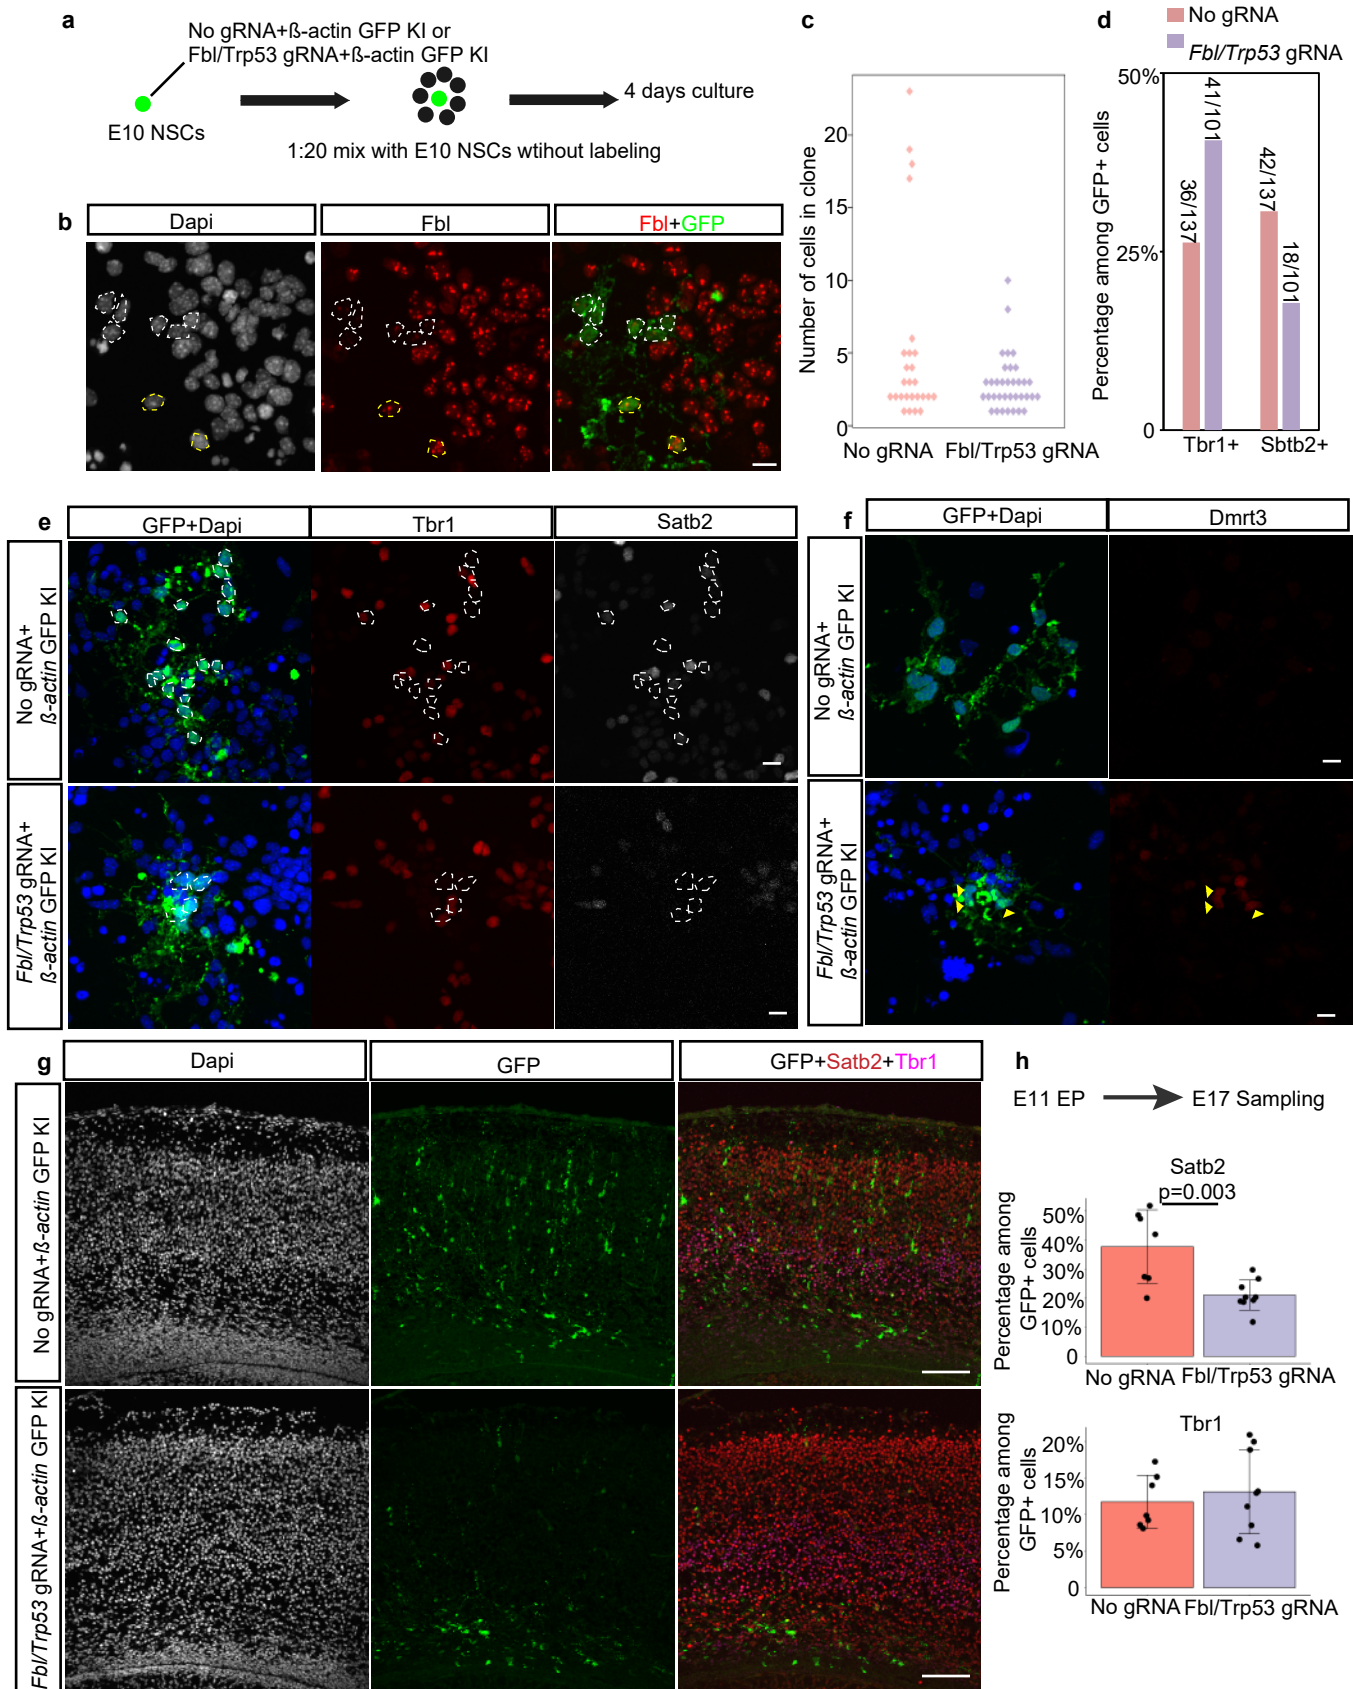 a
No gRNA+ß-actin GFP KI or
Fbl/Trp53 gRNA+ß-actin GFP KI
E10 NSCs
1:20 mix with E10 NSCs wtihout labeling
4 days culture
b
Dapi
Fbl
Fbl+GFP
c
Number of cells in clone
20
15
10
5
0
No gRNA
Fbl/Trp53 gRNA
d
No gRNA
Fbl/Trp53 gRNA
Percentage among GFP+ cells
50%
25%
0
36/137
41/101
42/137
18/101
Tbr1+
Sbtb2+
e
GFP+Dapi
Tbr1
Satb2
No gRNA+
ß-actin GFP KI
Fbl/Trp53 gRNA+
ß-actin GFP KI
f
GFP+Dapi
Dmrt3
No gRNA+
ß-actin GFP KI
Fbl/Trp53 gRNA+
ß-actin GFP KI
g
Dapi
GFP
GFP+Satb2+Tbr1
No gRNA+ß-actin GFP KI
Fbl/Trp53 gRNA+ß-actin GFP KI
h
E11 EP
E17 Sampling
Satb2
p=0.003
Percentage among
GFP+ cells
50%
40%
30%
20%
10%
0
No gRNA
Fbl/Trp53 gRNA
Tbr1
Percentage among
GFP+ cells
20%
15%
10%
5%
0
No gRNA
Fbl/Trp53 gRNA